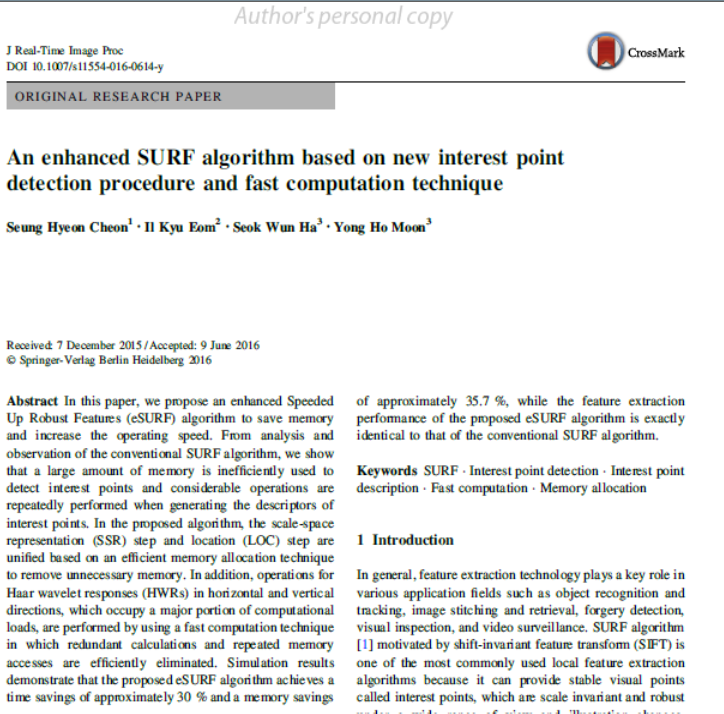 Author's personal copy
J Real-Time Image Proc
DOI 10.1007/s11554-016-0614-y
CrossMark
ORIGINAL RESEARCH PAPER
An enhanced SURF algorithm based on new interest point
detection procedure and fast computation technique
Seung Hyeon Cheon1 · Il Kyu Eom2 · Seok Wun Ha3 · Yong Ho Moon3
Received: 7 December 2015 / Accepted: 9 June 2016
© Springer-Verlag Berlin Heidelberg 2016
Abstract In this paper, we propose an enhanced Speeded
Up Robust Features (eSURF) algorithm to save memory
and increase the operating speed. From analysis and
observation of the conventional SURF algorithm, we show
that a large amount of memory is inefficiently used to
detect interest points and considerable operations are
repeatedly performed when generating the descriptors of
interest points. In the proposed algorithm, the scale-space
representation (SSR) step and location (LOC) step are
unified based on an efficient memory allocation technique
to remove unnecessary memory. In addition, operations for
Haar wavelet responses (HWRs) in horizontal and vertical
directions, which occupy a major portion of computational
loads, are performed by using a fast computation technique
in which redundant calculations and repeated memory
accesses are efficiently eliminated. Simulation results
demonstrate that the proposed eSURF algorithm achieves a
time savings of approximately 30 % and a memory savings
of approximately 35.7 %, while the feature extraction
performance of the proposed eSURF algorithm is exactly
identical to that of the conventional SURF algorithm.
Keywords SURF · Interest point detection · Interest point
description · Fast computation · Memory allocation
1 Introduction
In general, feature extraction technology plays a key role in
various application fields such as object recognition and
tracking, image stitching and retrieval, forgery detection,
visual inspection, and video surveillance. SURF algorithm
[1] motivated by shift-invariant feature transform (SIFT) is
one of the most commonly used local feature extraction
algorithms because it can provide stable visual points
called interest points, which are scale invariant and robust